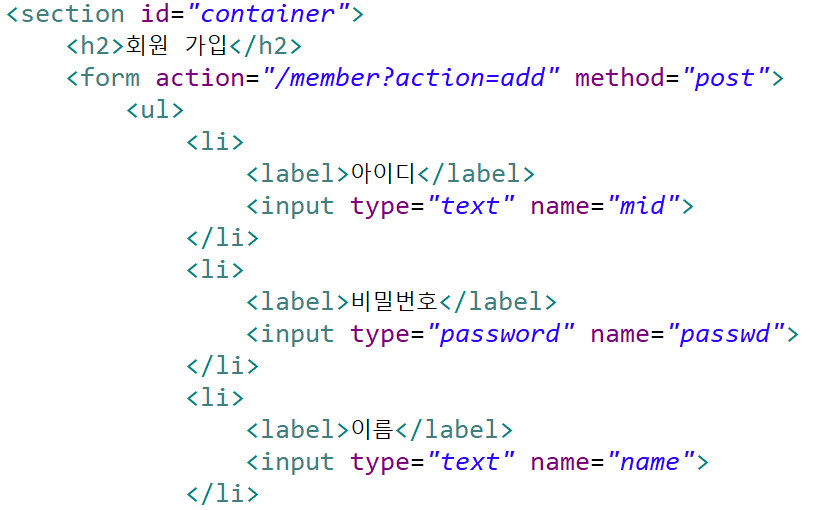 <section id="container">
<h2>회원 가입</h2>
<form action="/member?action=add" method="post">
<ul>
<li>
<label>아이디</label>
<input type="text" name="mid">
</li>
<li>
<label>비밀번호</label>
<input type="password" name="passwd">
</li>
<li>
<label>이름</label>
<input type="text" name="name">
</li>